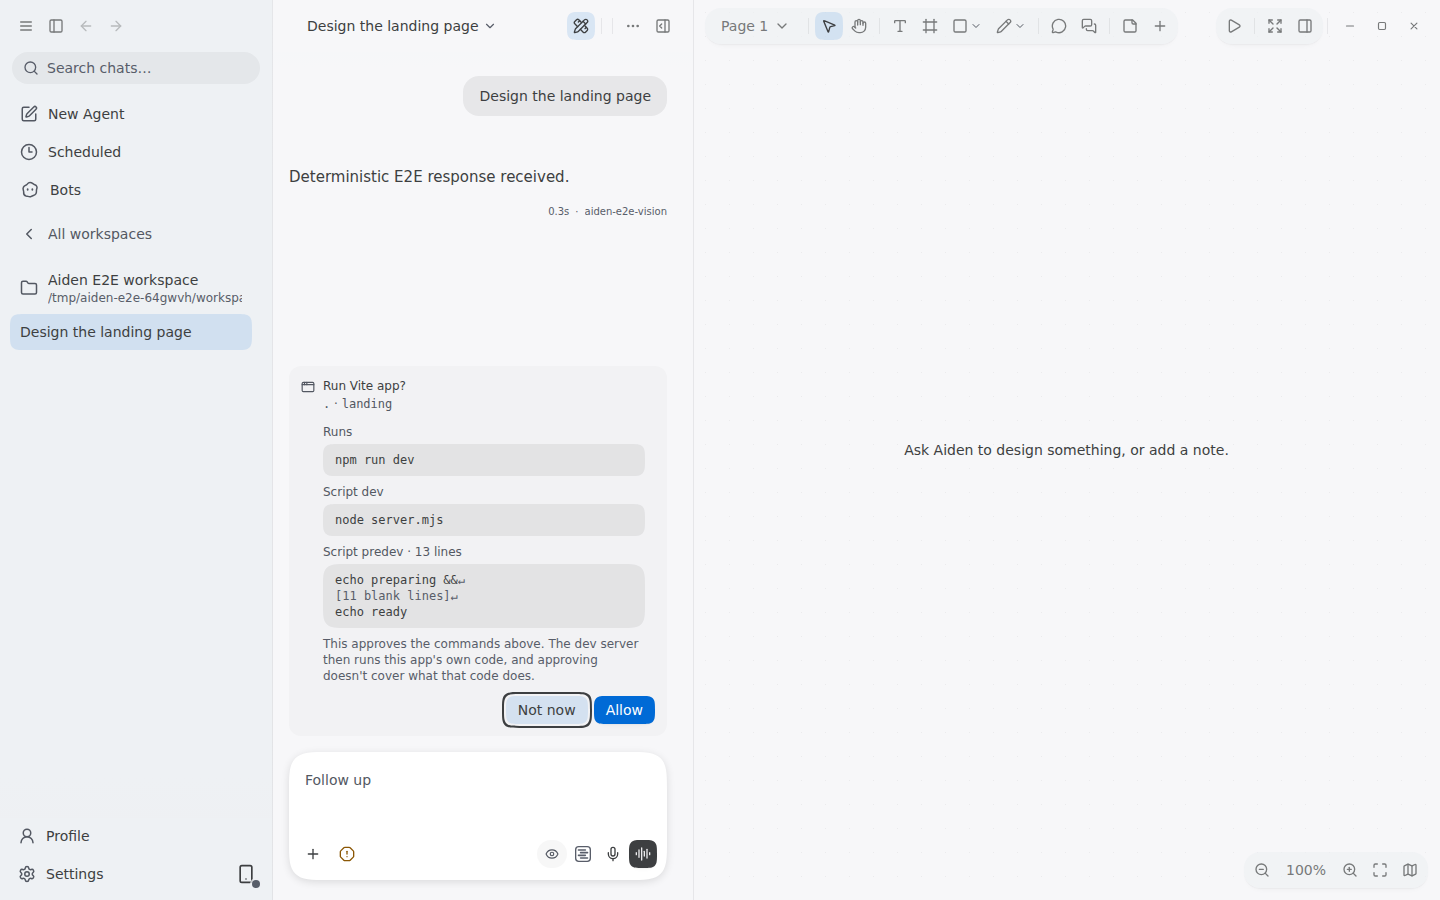 Search chats...
New Agent
Scheduled
Bots
All workspaces
Aiden E2E workspace
/tmp/aiden-e2e-64gwvh/workspa
Design the landing page
Profile
Settings
Design the landing page
Design the landing page
Deterministic E2E response received.
0.3s · aiden-e2e-vision
Run Vite app?
. · landing
Runs
npm run dev
Script dev
node server.mjs
Script predev · 13 lines
echo preparing &&↵
[11 blank lines]↵
echo ready
This approves the commands above. The dev server
then runs this app's own code, and approving
doesn't cover what that code does.
Not now
Allow
Follow up
Page 1
Ask Aiden to design something, or add a note.
100%